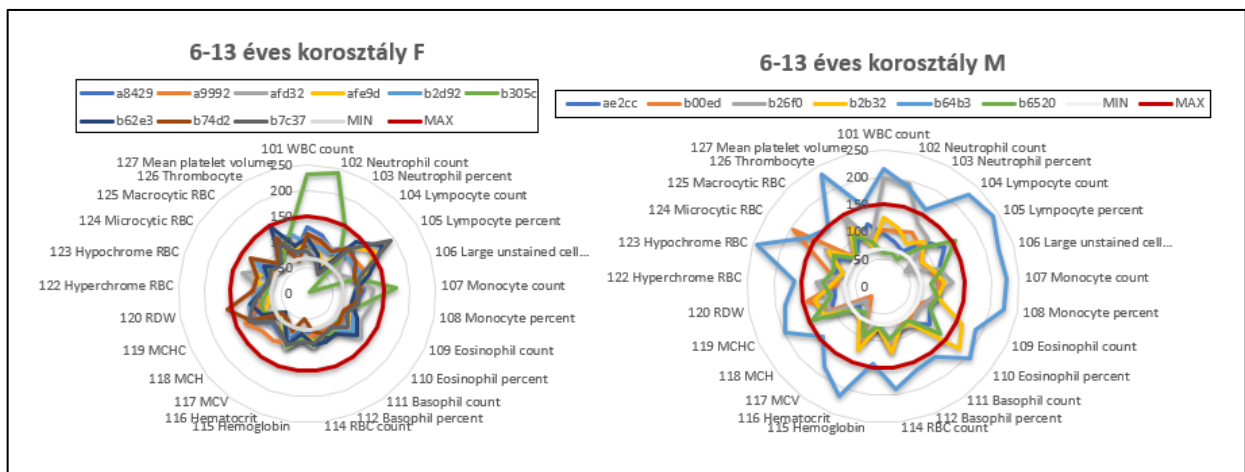 6-13 éves korosztály F
a8429 a9992 afd32 afe9d b2d92 b305c
b62e3 b74d2 b7c37 MIN MAX
101 WBC count
102 Neutrophil count
103 Neutrophil percent
104 Lympocyte count
105 Lympocyte percent
106 Large unstained cell...
107 Monocyte count
108 Monocyte percent
109 Eosinophil count
110 Eosinophil percent
111 Basophil count
112 Basophil percent
114 RBC count
115 Hemoglobin
116 Hematocrit
117 MCV
118 MCH
119 MCHC
120 RDW
122 Hyperchrome RBC
123 Hypochrome RBC
124 Microcytic RBC
125 Macrocytic RBC
126 Thrombocyte
127 Mean platelet volume
250
200
150
50
0
6-13 éves korosztály M
ae2cc b00ed b26f0 b2b32 b64b3 b6520 MIN MAX
101 WBC count
102 Neutrophil count
103 Neutrophil percent
104 Lympocyte count
105 Lympocyte percent
106 Large unstained cell...
107 Monocyte count
108 Monocyte percent
109 Eosinophil count
110 Eosinophil percent
111 Basophil count
112 Basophil percent
114 RBC count
115 Hemoglobin
116 Hematocrit
117 MCV
118 MCH
119 MCHC
120 RDW
122 Hyperchrome RBC
123 Hypochrome RBC
124 Microcytic RBC
125 Macrocytic RBC
126 Thrombocyte
127 Mean platelet volume
250
200
150
100
50
0